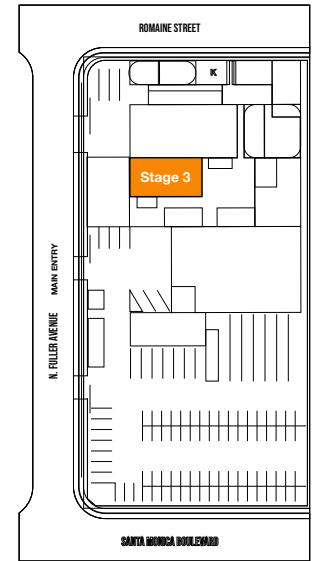 ROMAINE STREET
K
Stage 3
MAIN ENTRY
N. FULLER AVENUE
SANTA MONICA BOULEVARD